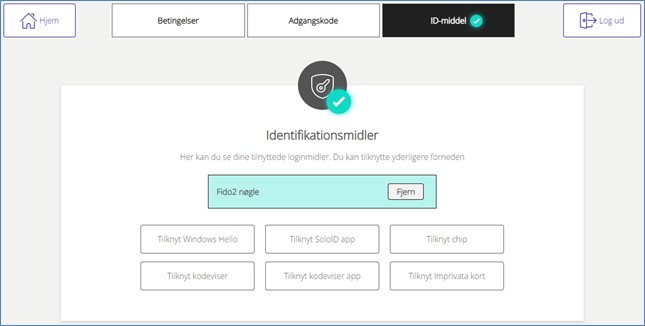 Hjem
Betingelser
Adgangskode
ID-middel
Log ud
Identifikationsmidler
Her kan du se dine tilnyttede loginmidler. Du kan tilknytte yderligere forneden
Fido2 nøgle
Fjern
Tilknyt Windows Hello
Tilknyt SoloID app
Tilknyt chip
Tilknyt kodeviser
Tilknyt kodeviser app
Tilknyt Imprivata kort